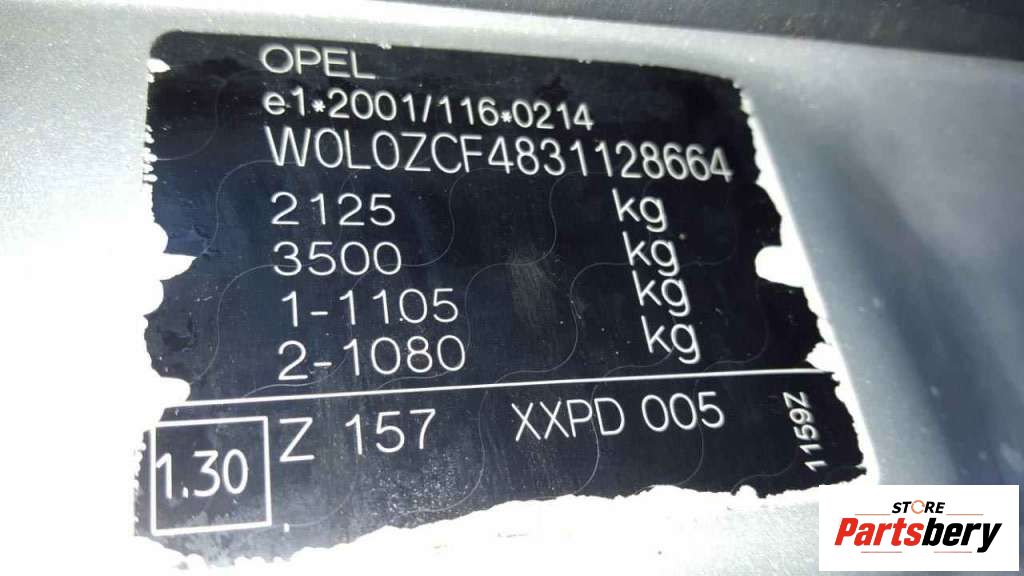 OPEL
e1*2001/116*0214
W0L0ZCF4831128664
2125 kg
3500 kg
1-1105 kg
2-1080 kg
1.30 Z 157 XXPD 005 1159Z
STORE
Partsbery